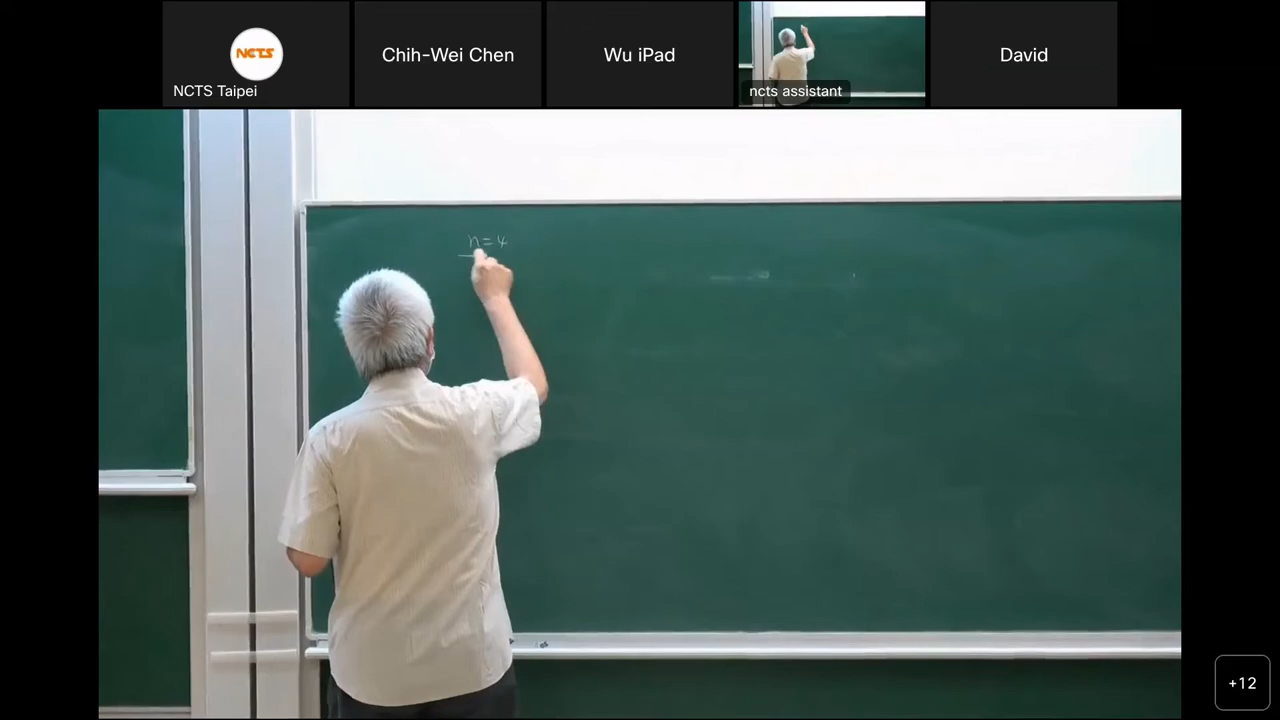 NCTS
NCTS Taipei
Chih-Wei Chen
Wu iPad
ncts assistant
David
n = 4
+12